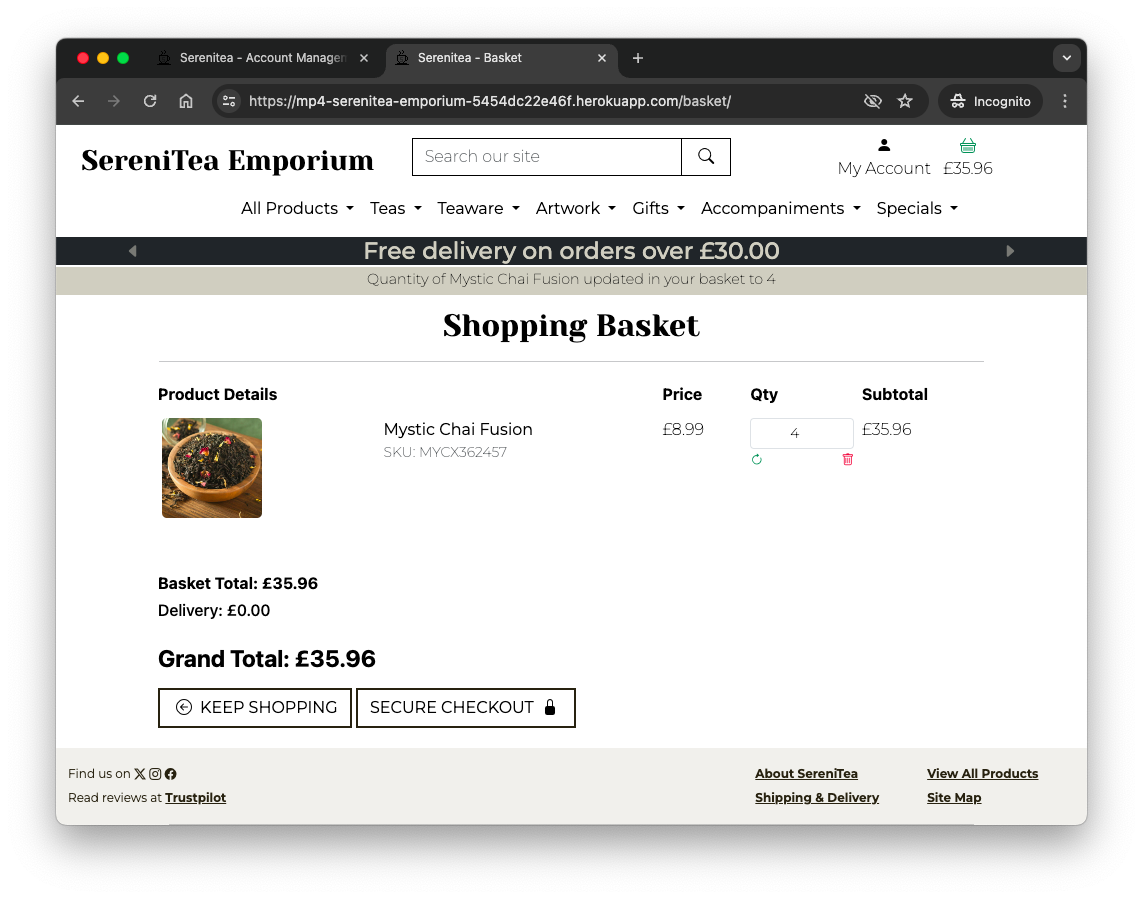 Serenitea - Account Manager
Serenitea - Basket
https://mp4-serenitea-emporium-5454dc22e46f.herokuapp.com/basket/
Incognito
SereniTea Emporium
Search our site
My Account
£35.96
All Products
Teas
Teaware
Artwork
Gifts
Accompaniments
Specials
Free delivery on orders over £30.00
Quantity of Mystic Chai Fusion updated in your basket to 4
Shopping Basket
Product Details
Price
Qty
Subtotal
Mystic Chai Fusion
£8.99
4
£35.96
SKU: MYCX362457
Basket Total: £35.96
Delivery: £0.00
Grand Total: £35.96
KEEP SHOPPING
SECURE CHECKOUT
Find us on
About SereniTea
View All Products
Read reviews at Trustpilot
Shipping & Delivery
Site Map